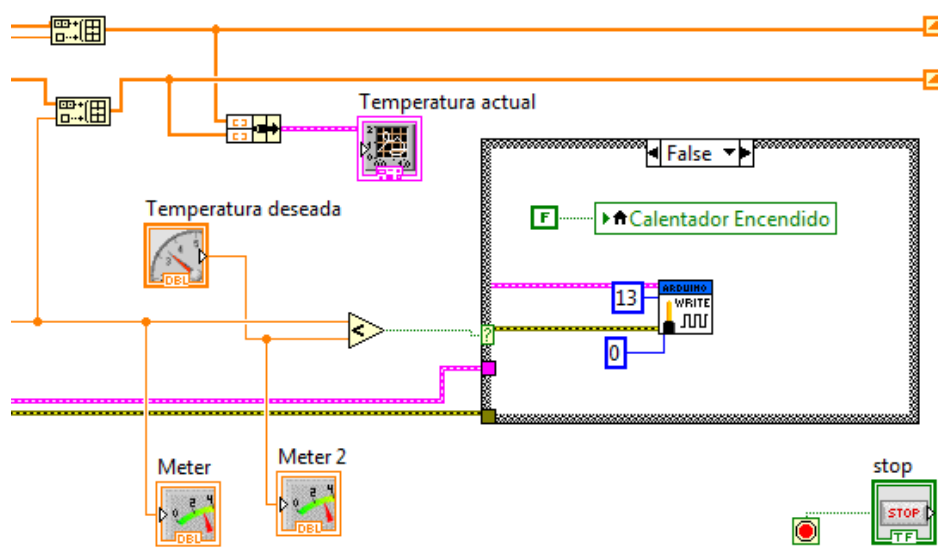 Temperatura actual
False
Temperatura deseada
F
Calentador Encendido
DBL
ARDUINO
13
WRITE
<
?
0
Meter
Meter 2
stop
DBL
DBL
STOP
TF